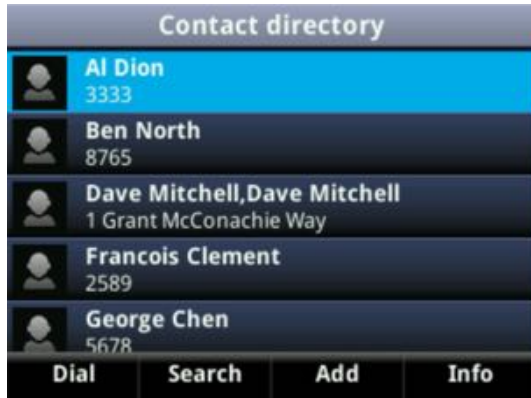 Contact directory
Al Dion
3333
Ben North
8765
Dave Mitchell,Dave Mitchell
1 Grant McConachie Way
Francois Clement
2589
George Chen
5678
Dial Search Add Info